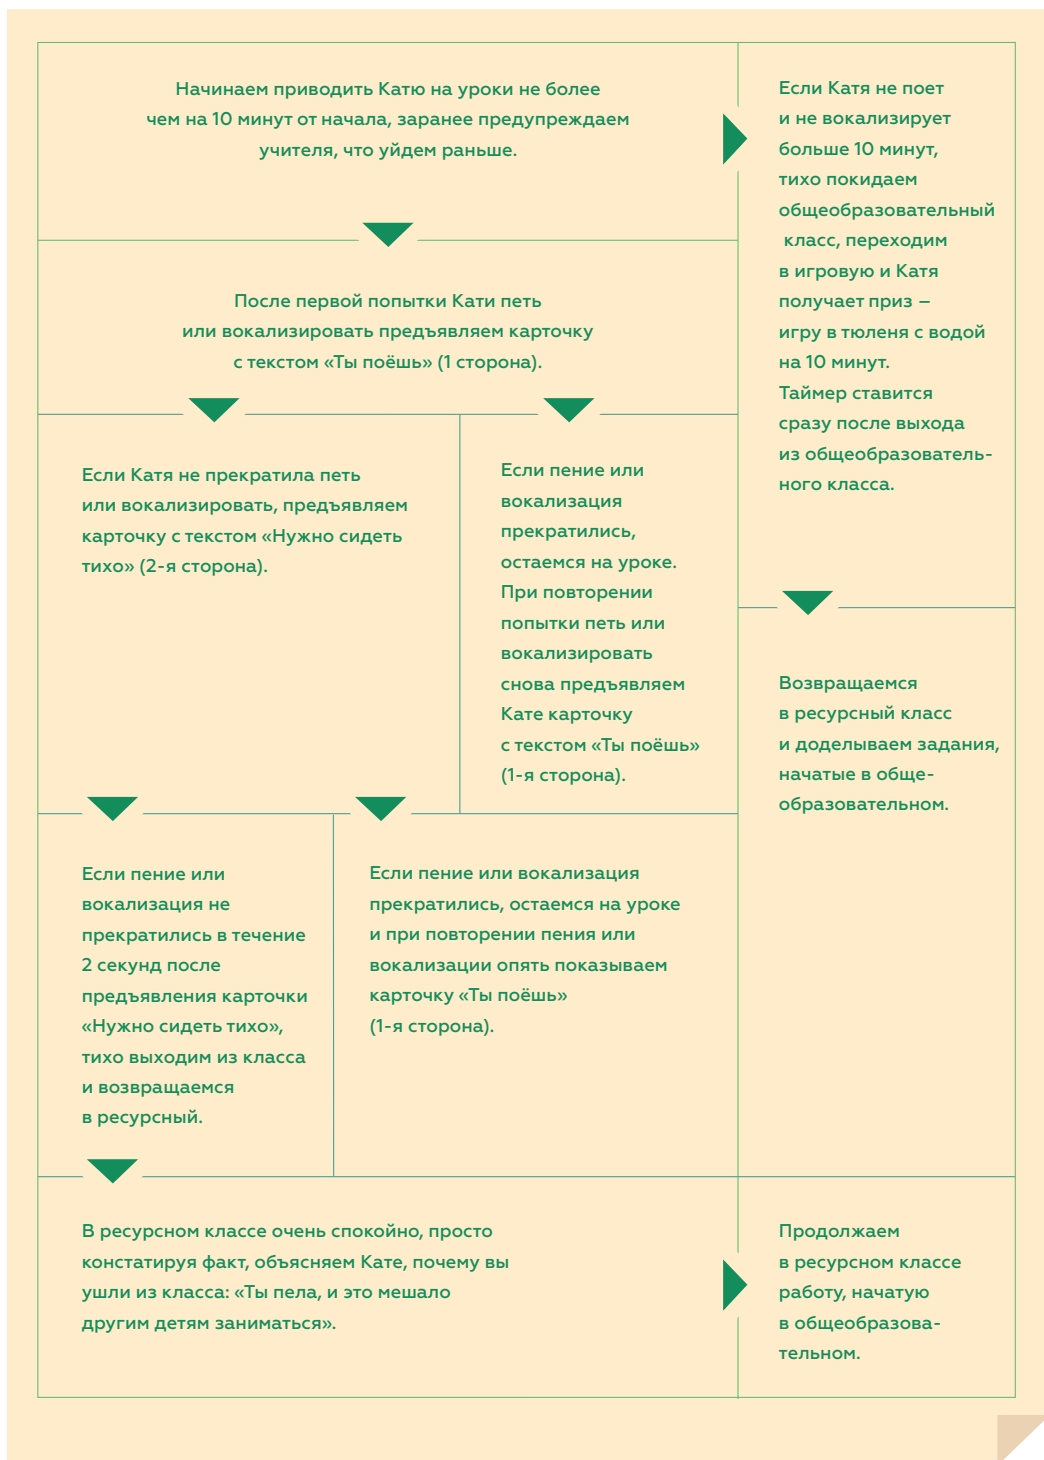 Начинаем приводить Катю на уроки не более
чем на 10 минут от начала, заранее предупреждаем
учителя, что уйдем раньше.
Если Катя не поет
и не вокализирует
больше 10 минут,
тихо покидаем
общеобразовательный
класс, переходим
в игровую и Катя
получает приз –
игру в тюленя с водой
на 10 минут.
Таймер ставится
сразу после выхода
из общеобразователь-
ного класса.
После первой попытки Кати петь
или вокализировать предъявляем карточку
с текстом «Ты поёшь» (1 сторона).
Если Катя не прекратила петь
или вокализировать, предъявляем
карточку с текстом «Нужно сидеть
тихо» (2-я сторона).
Если пение или
вокализация
прекратились,
остаемся на уроке.
При повторении
попытки петь или
вокализировать
снова предъявляем
Кате карточку
с текстом «Ты поёшь»
(1-я сторона).
Возвращаемся
в ресурсный класс
и доделываем задания,
начатые в обще-
образовательном.
Если пение или
вокализация не
прекратились в течение
2 секунд после
предъявления карточки
«Нужно сидеть тихо»,
тихо выходим из класса
и возвращаемся
в ресурсный.
Если пение или вокализация
прекратились, остаемся на уроке
и при повторении пения или
вокализации опять показываем
карточку «Ты поёшь»
(1-я сторона).
В ресурсном классе очень спокойно, просто
констатируя факт, объясняем Кате, почему вы
ушли из класса: «Ты пела, и это мешало
другим детям заниматься».
Продолжаем
в ресурсном классе
работу, начатую
в общеобразова-
тельном.